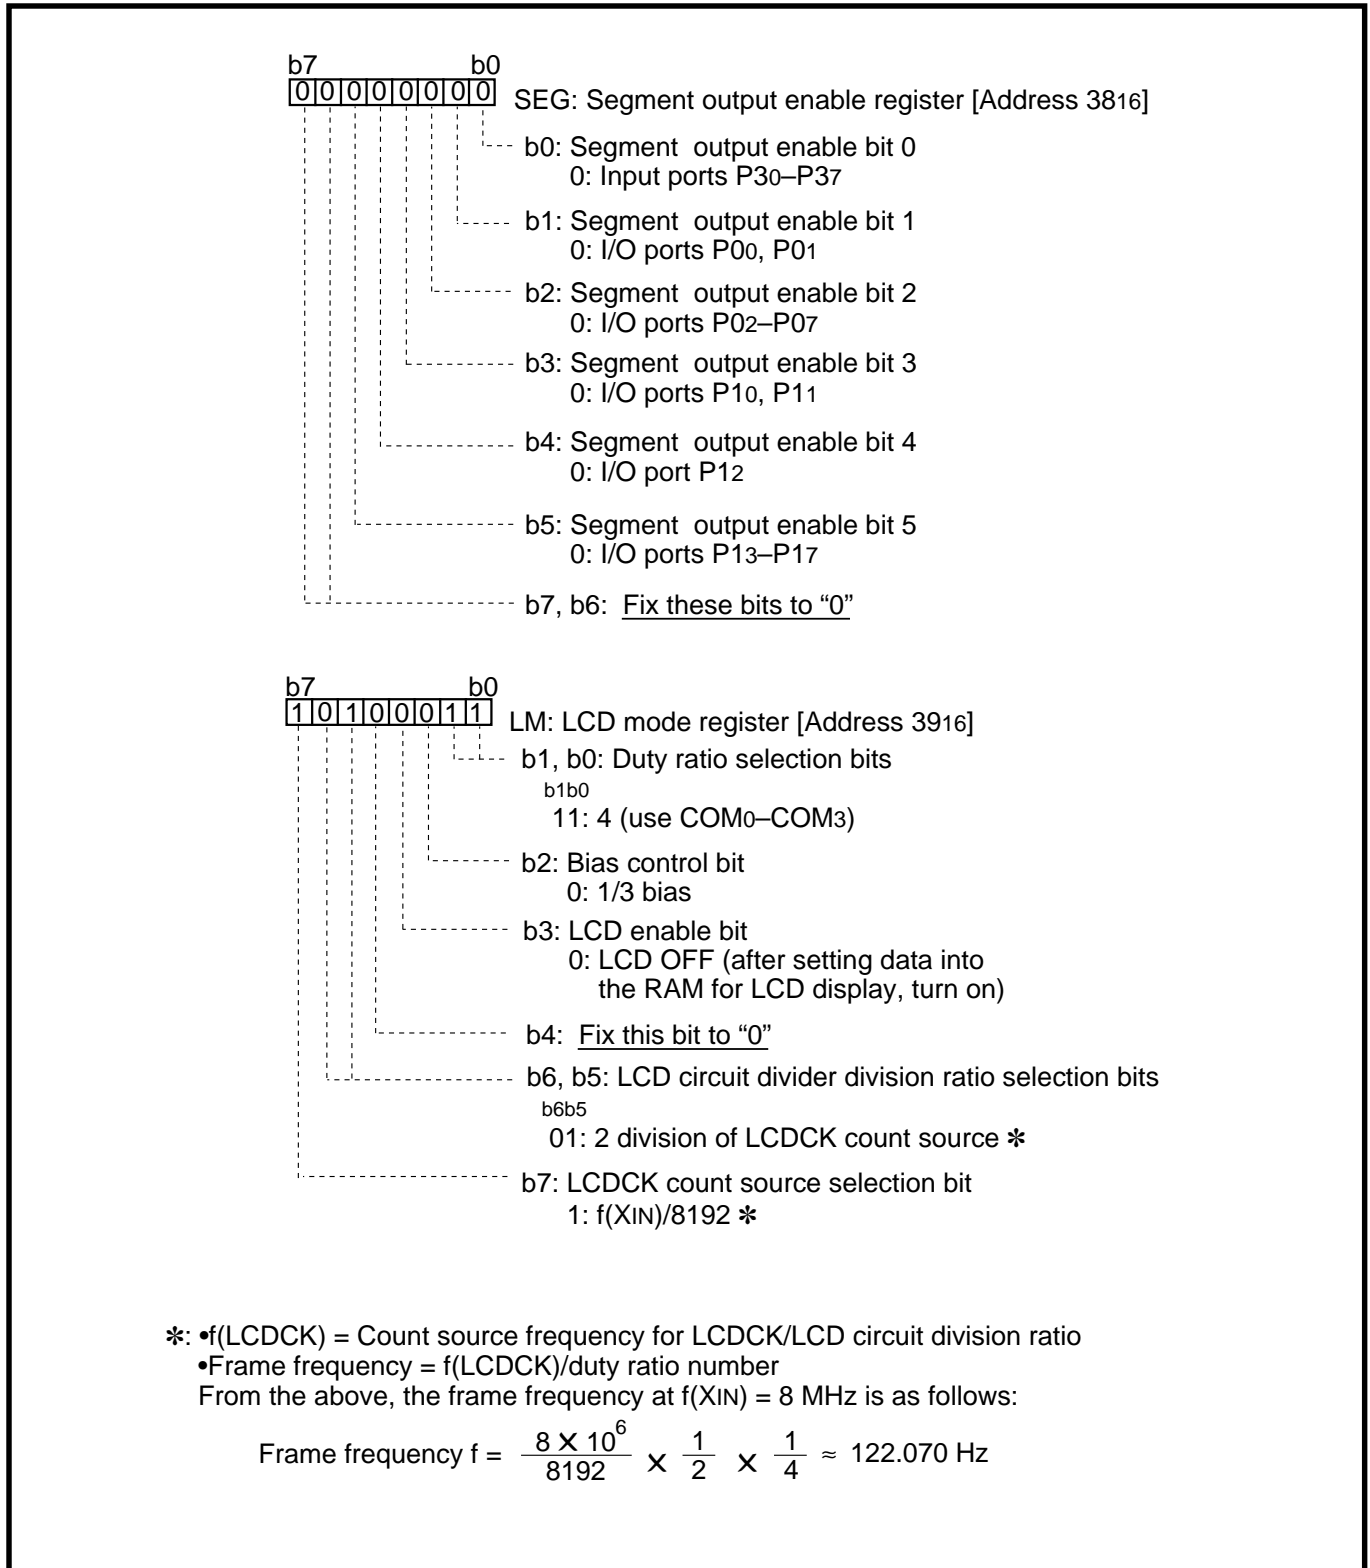 b7 b0
0 0 0 0 0 0 0 0 SEG: Segment output enable register [Address 3816]
b0: Segment output enable bit 0
0: Input ports P30–P37
b1: Segment output enable bit 1
0: I/O ports P00, P01
b2: Segment output enable bit 2
0: I/O ports P02–P07
b3: Segment output enable bit 3
0: I/O ports P10, P11
b4: Segment output enable bit 4
0: I/O port P12
b5: Segment output enable bit 5
0: I/O ports P13–P17
b7, b6: Fix these bits to “0”
b7 b0
1 0 1 0 0 0 1 1 LM: LCD mode register [Address 3916]
b1, b0: Duty ratio selection bits
b1b0
11: 4 (use COM0–COM3)
b2: Bias control bit
0: 1/3 bias
b3: LCD enable bit
0: LCD OFF (after setting data into
the RAM for LCD display, turn on)
b4: Fix this bit to “0”
b6, b5: LCD circuit divider division ratio selection bits
b6b5
01: 2 division of LCDCK count source ✽
b7: LCDCK count source selection bit
1: f(XIN)/8192 ✽
✽: •f(LCDCK) = Count source frequency for LCDCK/LCD circuit division ratio
•Frame frequency = f(LCDCK)/duty ratio number
From the above, the frame frequency at f(XIN) = 8 MHz is as follows:
Frame frequency f = 8 × 10^6 / 8192 × 1/2 × 1/4 ≈ 122.070 Hz